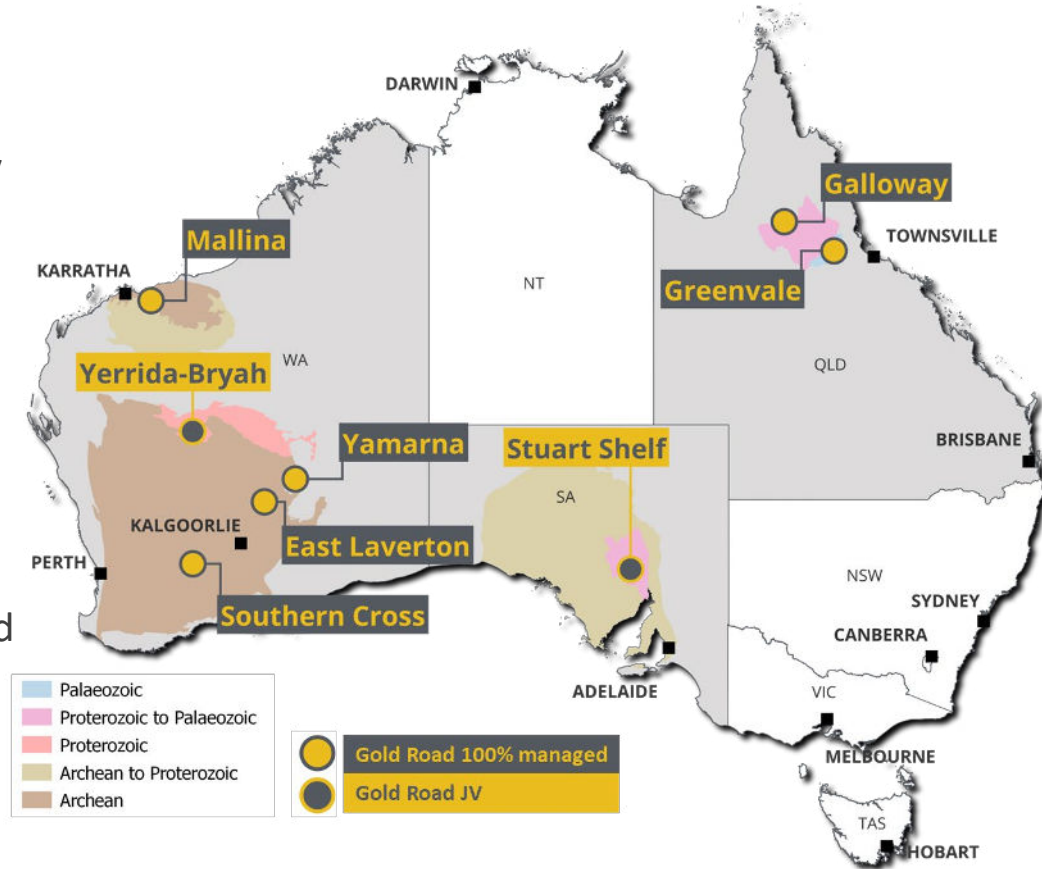 DARWIN
Galloway
Mallina
TOWNSVILLE
KARRATHA
NT
Greenvale
WA
Yerrida-Bryah
QLD
Yamarna
Stuart Shelf
BRISBANE
SA
KALGOORLIE
East Laverton
PERTH
NSW
Southern Cross
SYDNEY
CANBERRA
ADELAIDE
VIC
MELBOURNE
TAS
HOBART
Palaeozoic
Proterozoic to Palaeozoic
Proterozoic
Archean to Proterozoic
Archean
Gold Road 100% managed
Gold Road JV